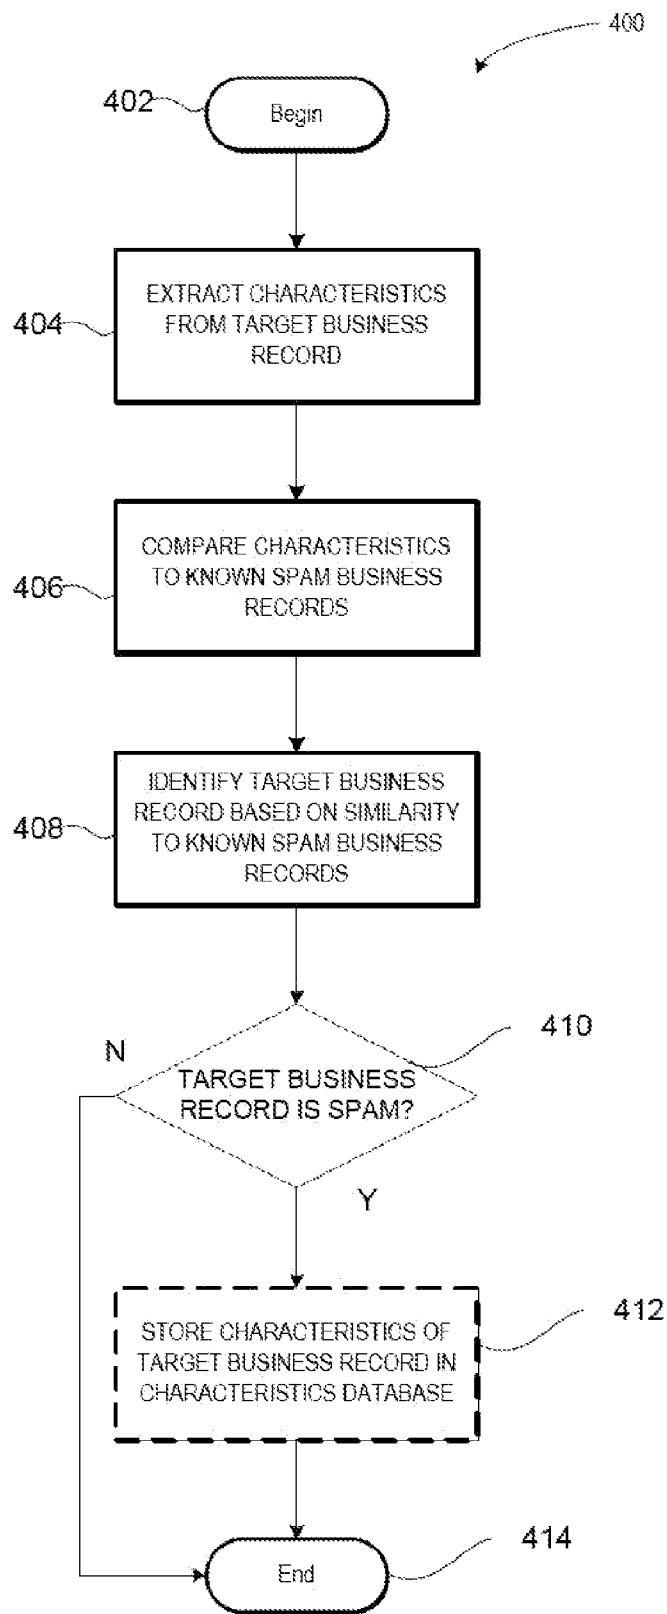 400
402
Begin
EXTRACT CHARACTERISTICS
FROM TARGET BUSINESS
RECORD
404
COMPARE CHARACTERISTICS
TO KNOWN SPAM BUSINESS
RECORDS
406
IDENTIFY TARGET BUSINESS
RECORD BASED ON SIMILARITY
TO KNOWN SPAM BUSINESS
RECORDS
408
410
N
TARGET BUSINESS
RECORD IS SPAM?
Y
412
STORE CHARACTERISTICS OF
TARGET BUSINESS RECORD IN
CHARACTERISTICS DATABASE
414
End